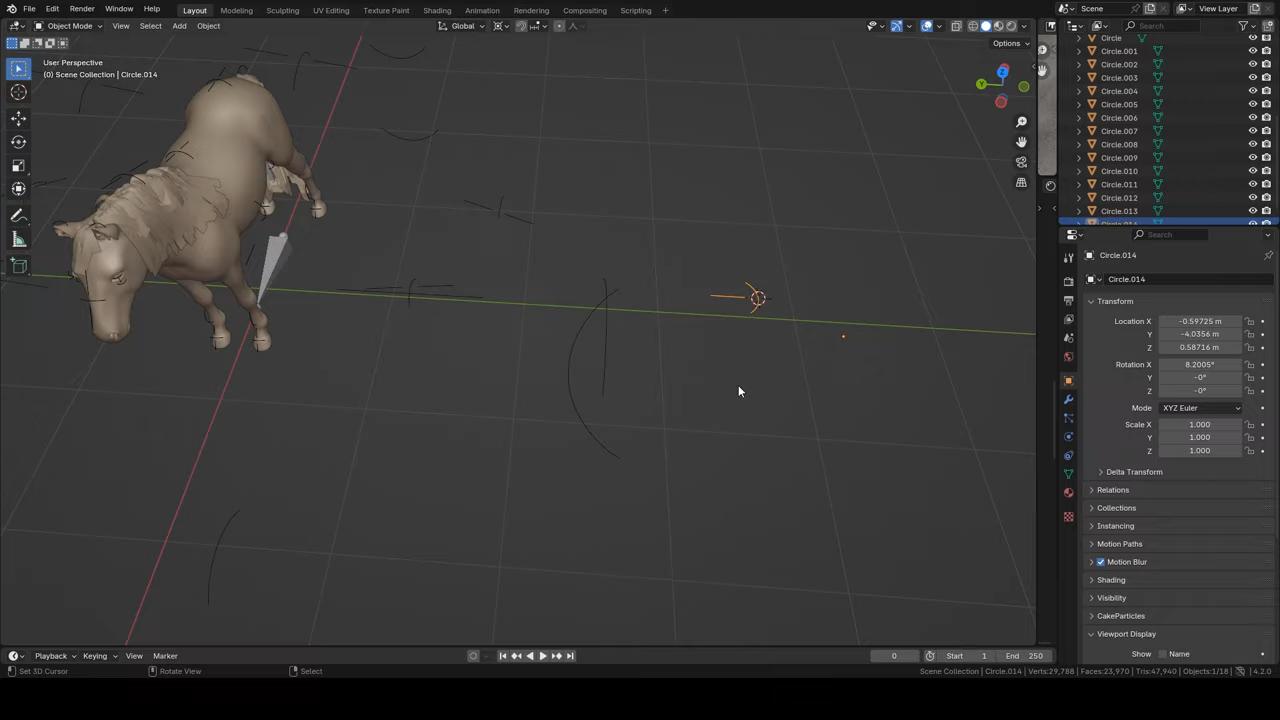 File Edit Render Window Help Layout Modeling Sculpting UV Editing Texture Paint Shading Animation Rendering Compositing Scripting + Scene View Layer
Object Mode View Select Add Object Global Search
Options
User Perspective
(0) Scene Collection | Circle.014
Z
Y
Circle
Circle.001
Circle.002
Circle.003
Circle.004
Circle.005
Circle.006
Circle.007
Circle.008
Circle.009
Circle.010
Circle.011
Circle.012
Circle.013
Circle.014
Search
Circle.014
Circle.014
Transform
Location X -0.59725 m
Y -4.0356 m
Z 0.58716 m
Rotation X 8.2005°
Y -0°
Z -0°
Mode XYZ Euler
Scale X 1.000
Y 1.000
Z 1.000
Delta Transform
Relations
Collections
Instancing
Motion Paths
Motion Blur
Shading
Visibility
CakeParticles
Viewport Display
Show Name
Playback Keying View Marker 0 Start 1 End 250
Set 3D Cursor Rotate View Select Scene Collection | Circle.014 | Verts:29,788 | Faces:23,970 | Tris:47,940 | Objects:1/18 | 4.2.0